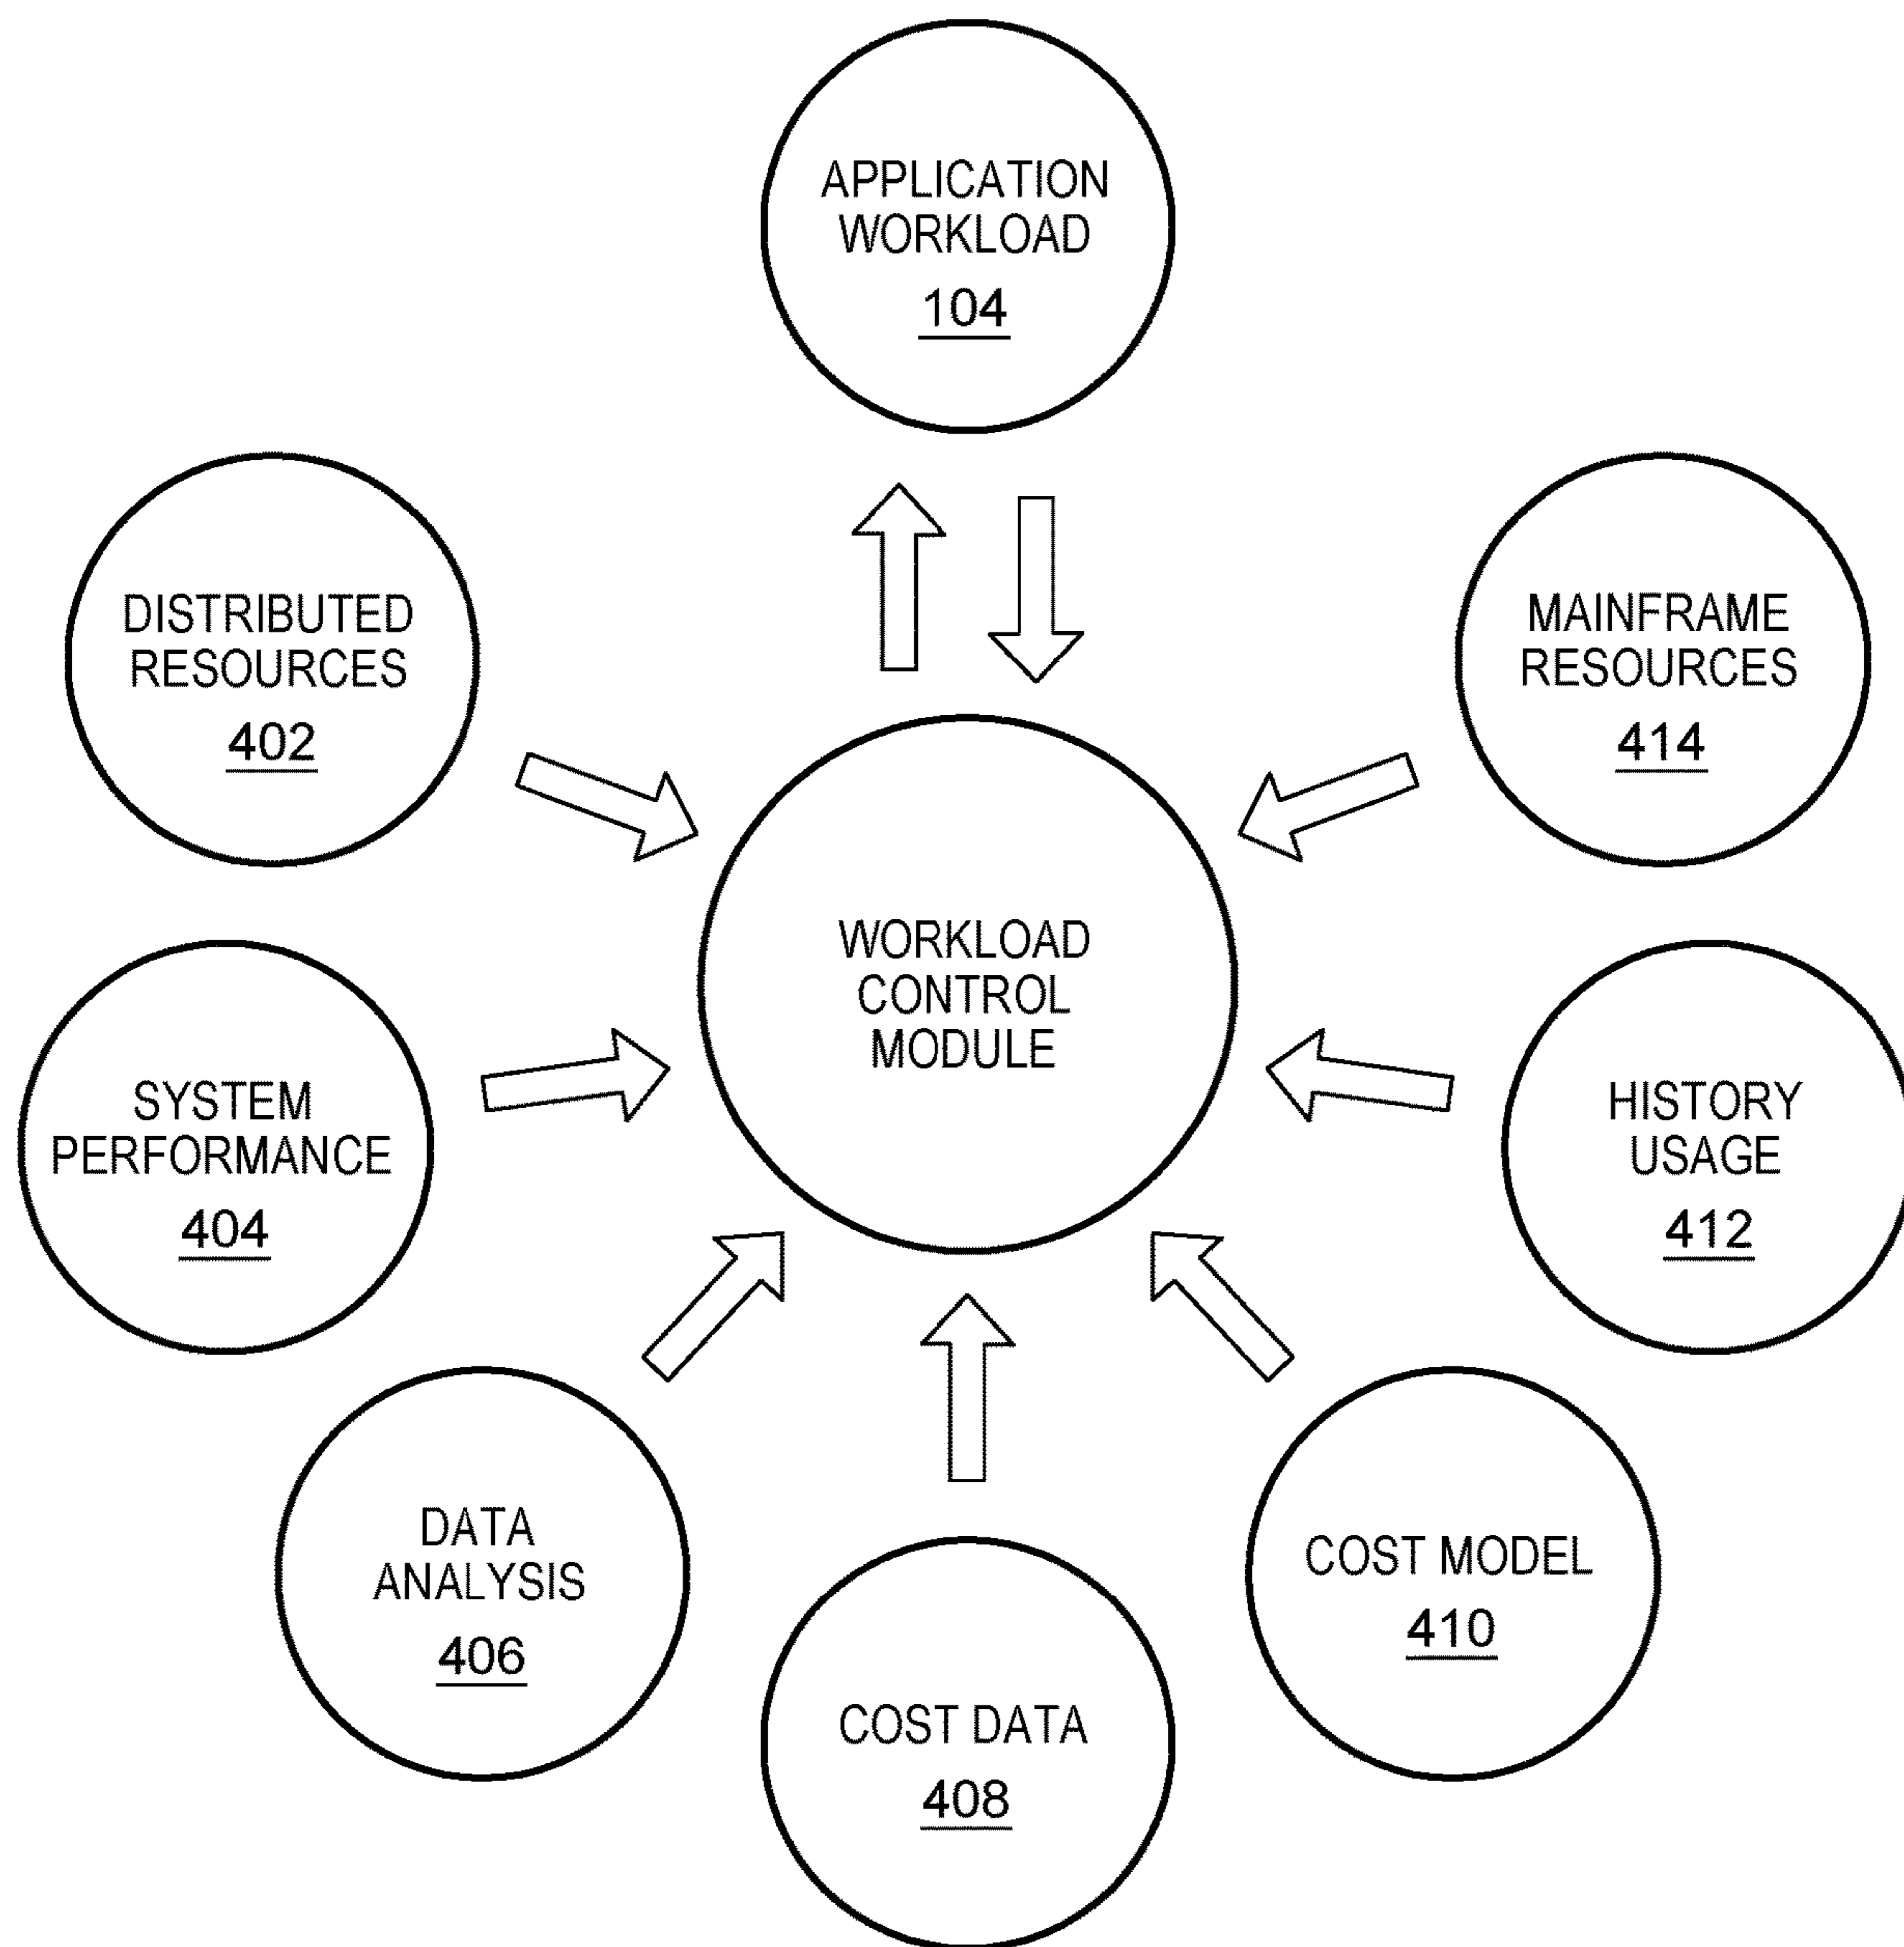 APPLICATION
WORKLOAD
104
DISTRIBUTED
RESOURCES
402
MAINFRAME
RESOURCES
414
WORKLOAD
CONTROL
MODULE
SYSTEM
PERFORMANCE
404
HISTORY
USAGE
412
DATA
ANALYSIS
406
COST MODEL
410
COST DATA
408